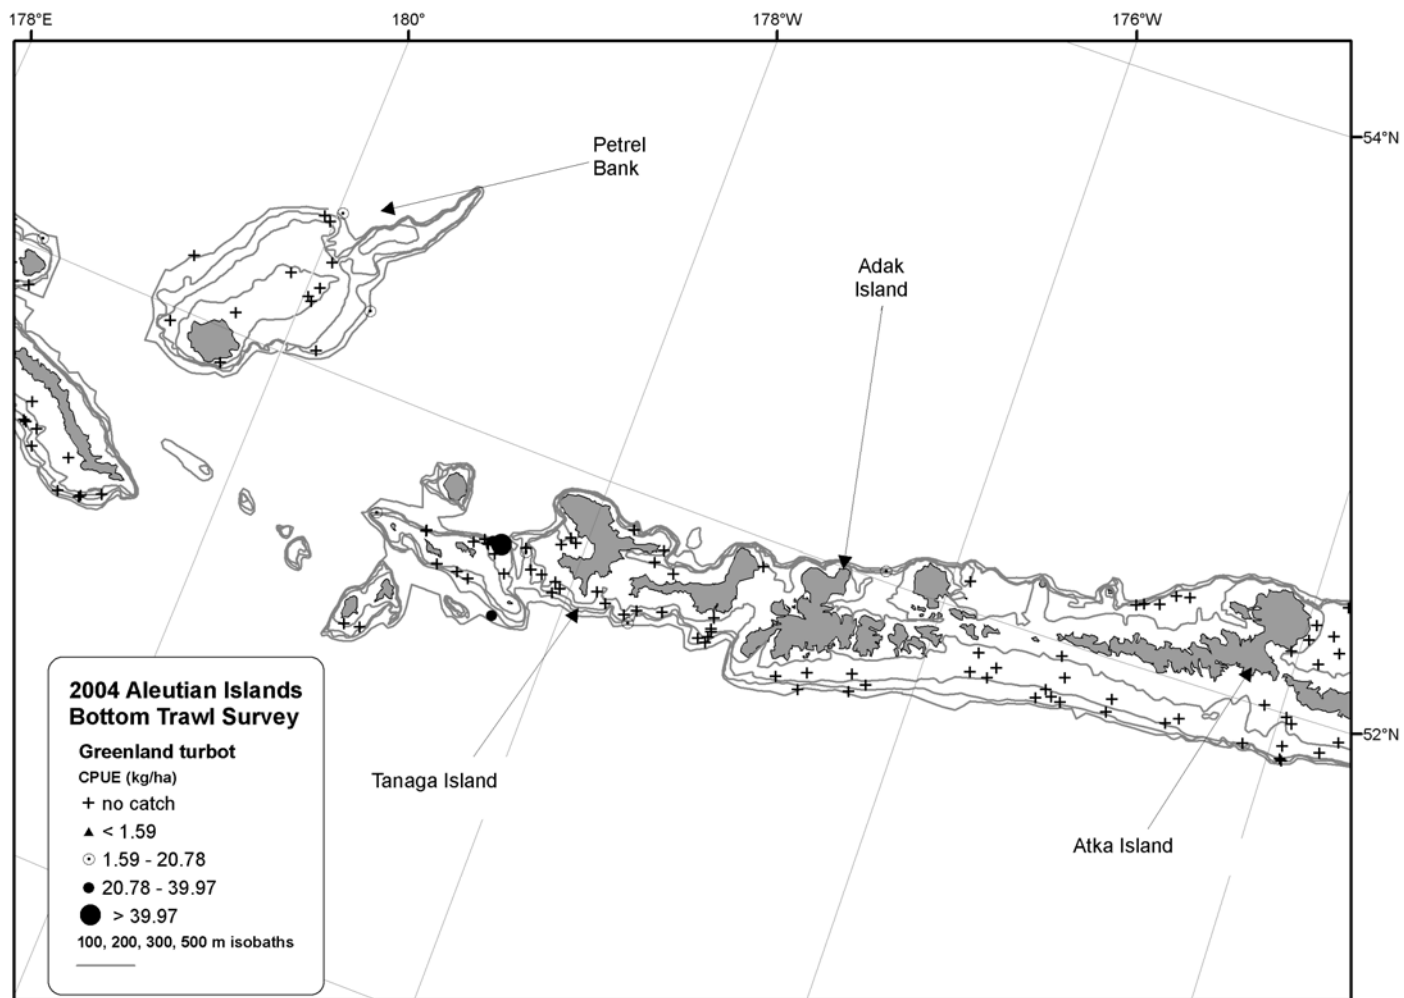 178°E
180°
178°W
176°W
54°N
Petrel
Bank
Adak
Island
2004 Aleutian Islands
Bottom Trawl Survey
Greenland turbot
CPUE (kg/ha)
no catch
< 1.59
1.59 - 20.78
20.78 - 39.97
> 39.97
100, 200, 300, 500 m isobaths
Tanaga Island
52°N
Atka Island